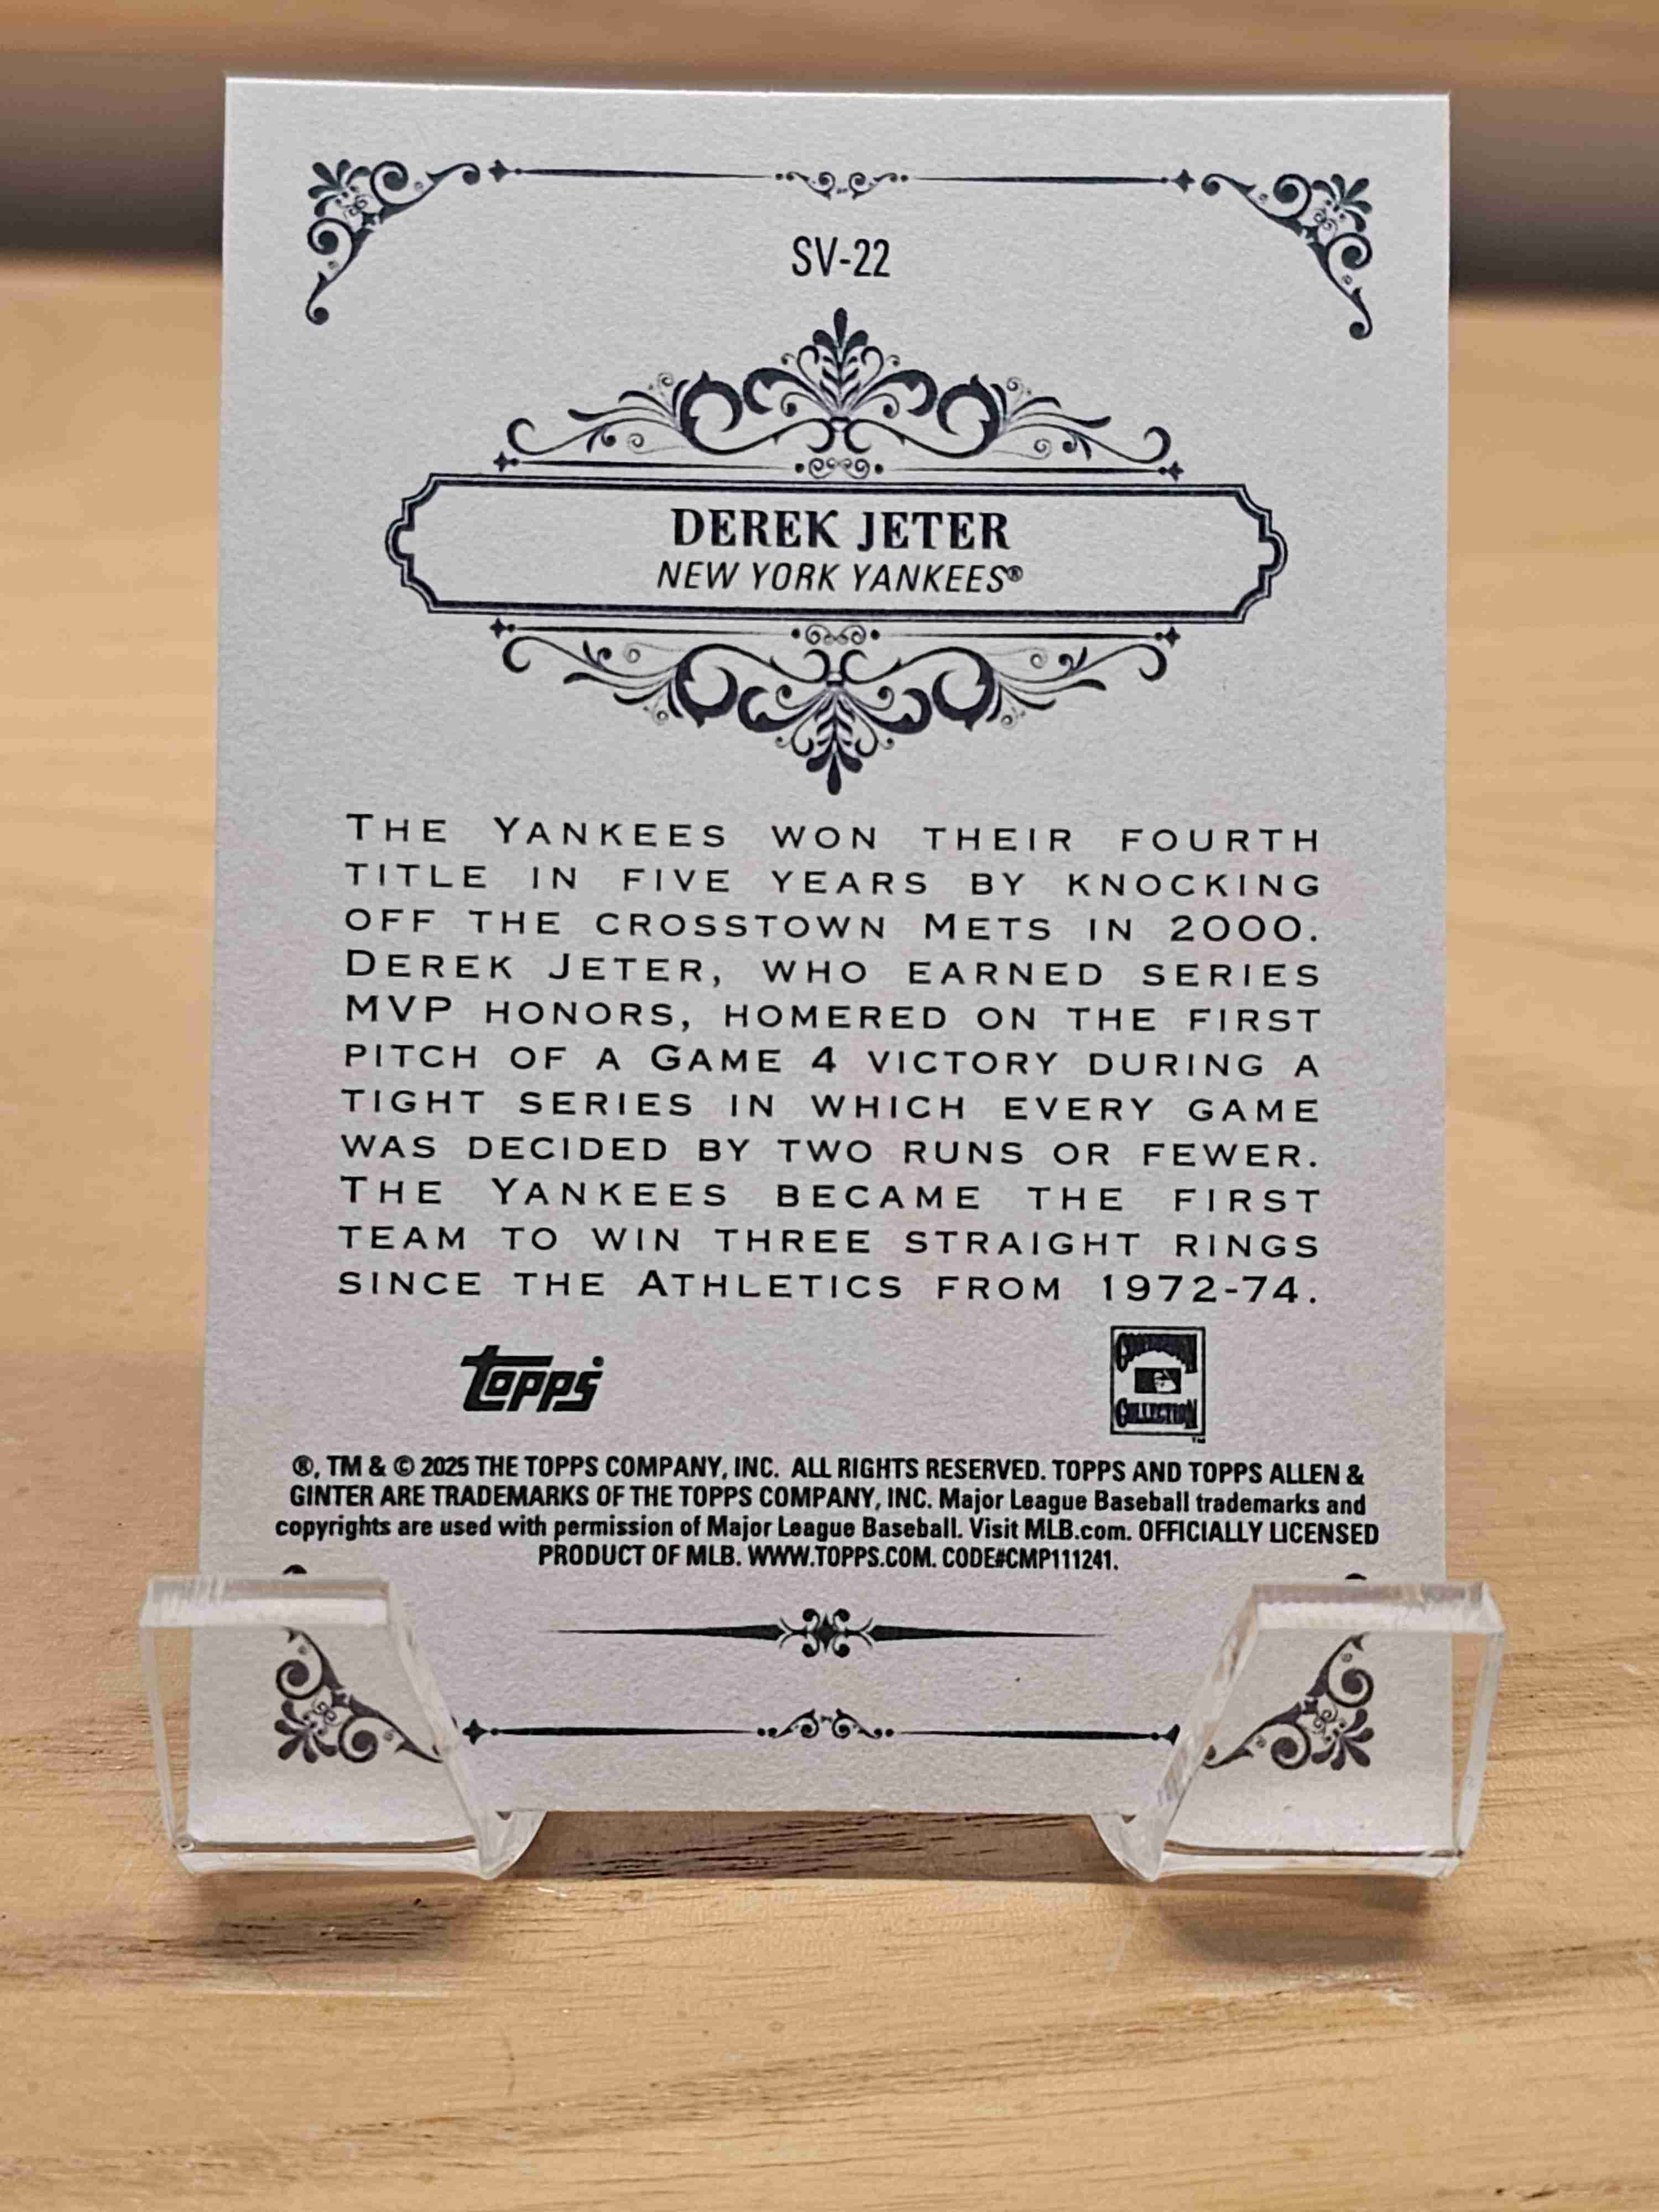 SV-22
DEREK JETER
NEW YORK YANKEES®
THE YANKEES WON THEIR FOURTH
TITLE IN FIVE YEARS BY KNOCKING
OFF THE CROSSTOWN METS IN 2000.
DEREK JETER, WHO EARNED SERIES
MVP HONORS, HOMERED ON THE FIRST
PITCH OF A GAME 4 VICTORY DURING A
TIGHT SERIES IN WHICH EVERY GAME
WAS DECIDED BY TWO RUNS OR FEWER.
THE YANKEES BECAME THE FIRST
TEAM TO WIN THREE STRAIGHT RINGS
SINCE THE ATHLETICS FROM 1972-74.
topps
COOPERSTOWN
COLLECTION
™
®, TM & © 2025 THE TOPPS COMPANY, INC. ALL RIGHTS RESERVED. TOPPS AND TOPPS ALLEN &
GINTER ARE TRADEMARKS OF THE TOPPS COMPANY, INC. Major League Baseball trademarks and
copyrights are used with permission of Major League Baseball. Visit MLB.com. OFFICIALLY LICENSED
PRODUCT OF MLB. WWW.TOPPS.COM. CODE#CMP111241.